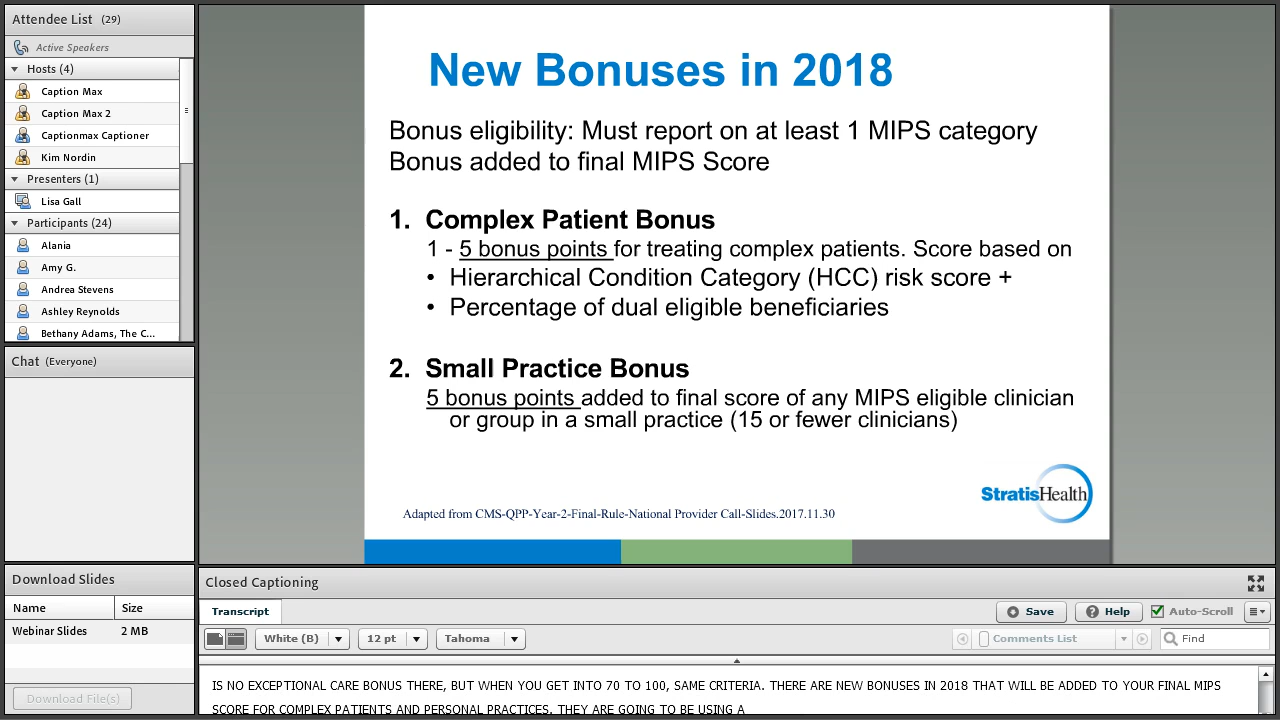 Attendee List (29)
Active Speakers
Hosts (4)
Caption Max
Caption Max 2
Captionmax Captioner
Kim Nordin
Presenters (1)
Lisa Gall
Participants (24)
Alania
Amy G.
Andrea Stevens
Ashley Reynolds
Bethany Adams, The C...
Chat (Everyone)
Download Slides
Name Size
Webinar Slides 2 MB
Download File(s)
New Bonuses in 2018
Bonus eligibility: Must report on at least 1 MIPS category
Bonus added to final MIPS Score
1. Complex Patient Bonus
1 - 5 bonus points for treating complex patients. Score based on
• Hierarchical Condition Category (HCC) risk score +
• Percentage of dual eligible beneficiaries
2. Small Practice Bonus
5 bonus points added to final score of any MIPS eligible clinician
or group in a small practice (15 or fewer clinicians)
StratisHealth
Adapted from CMS-QPP-Year-2-Final-Rule-National Provider Call-Slides.2017.11.30
Closed Captioning
Transcript Save Help Auto-Scroll
White (B) 12 pt Tahoma Comments List Find
IS NO EXCEPTIONAL CARE BONUS THERE, BUT WHEN YOU GET INTO 70 TO 100, SAME CRITERIA. THERE ARE NEW BONUSES IN 2018 THAT WILL BE ADDED TO YOUR FINAL MIPS
SCORE FOR COMPLEX PATIENTS AND PERSONAL PRACTICES. THEY ARE GOING TO BE USING A